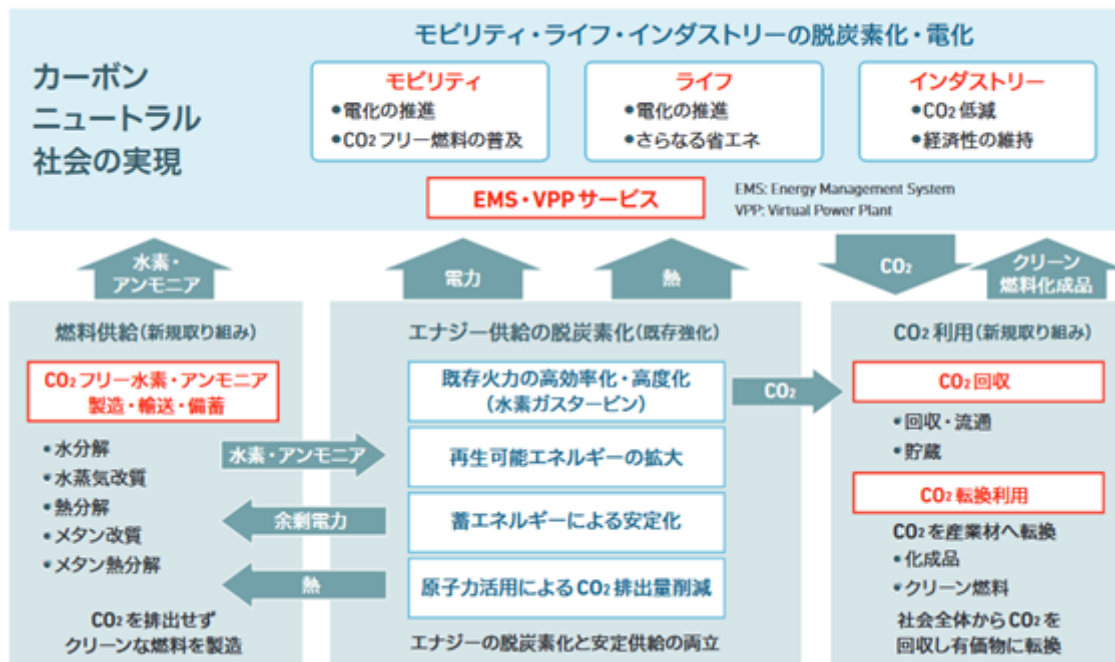 モビリティ・ライフ・インダストリーの脱炭素化・電化
カーボン
ニュートラル
社会の実現
モビリティ
•電化の推進
•CO2フリー燃料の普及
ライフ
•電化の推進
•さらなる省エネ
インダストリー
•CO2低減
•経済性の維持
EMS・VPPサービス
EMS: Energy Management System
VPP: Virtual Power Plant
水素・
アンモニア
電力
熱
CO2
クリーン
燃料化成品
燃料供給(新規取り組み)
CO2フリー水素・アンモニア
製造・輸送・備蓄
•水分解
•水蒸気改質
•熱分解
•メタン改質
•メタン熱分解
CO2を排出せず
クリーンな燃料を製造
水素・アンモニア
余剰電力
熱
エナジー供給の脱炭素化(既存強化)
既存火力の高効率化・高度化
(水素ガスタービン)
再生可能エネルギーの拡大
蓄エネルギーによる安定化
原子力活用によるCO2排出量削減
エナジーの脱炭素化と安定供給の両立
CO2
CO2利用(新規取り組み)
CO2回収
•回収・流通
•貯蔵
CO2転換利用
CO2を産業材へ転換
•化成品
•クリーン燃料
社会全体からCO2を
回収し有価物に転換